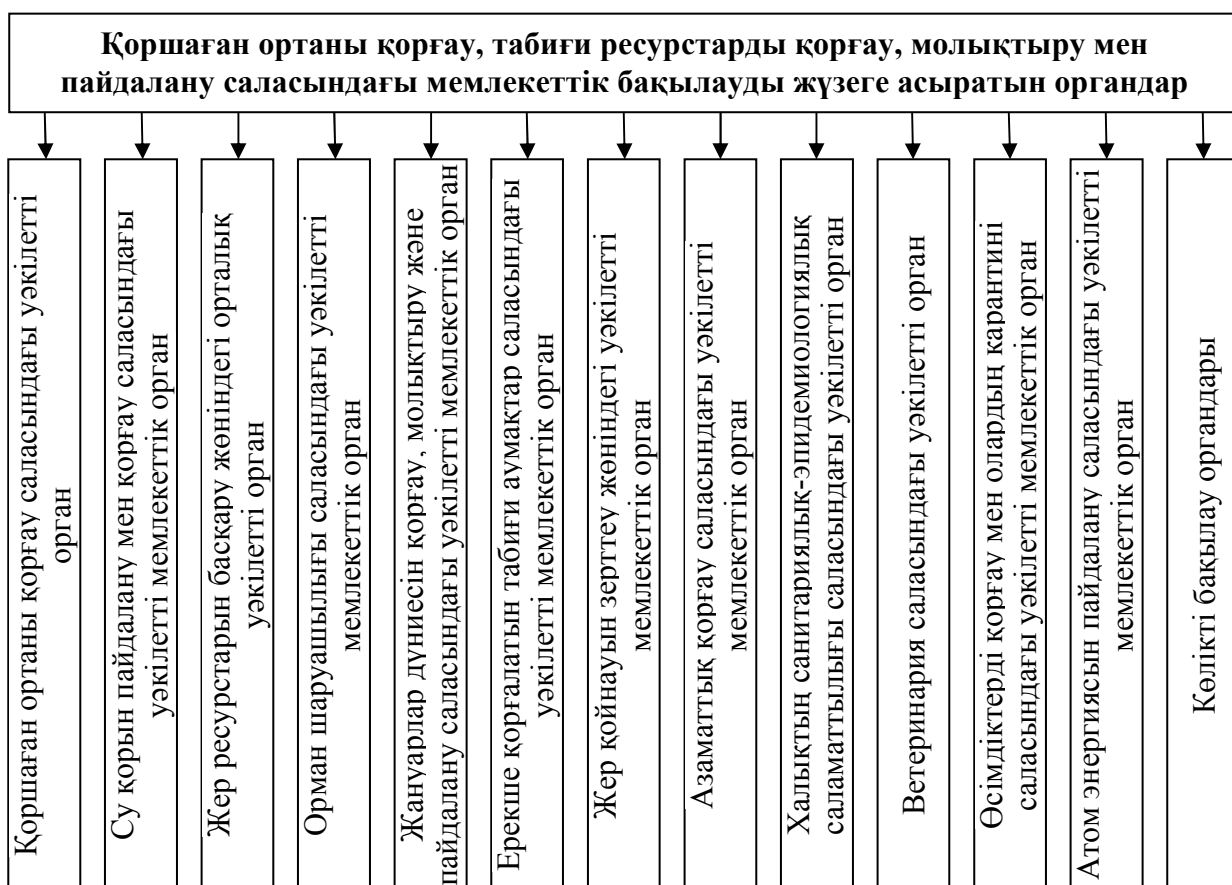 Қоршаған ортаны қорғау, табиғи ресурстарды қорғау, молықтыру мен
пайдалану саласындағы мемлекеттік бақылауды жүзеге асыратын органдар
Қоршаған ортаны қорғау саласындағы уәкілетті
орган
Су қорын пайдалану мен қорғау саласындағы
уәкілетті мемлекеттік орган
Жер ресурстарын басқару жөніндегі орталық
уәкілетті орган
Орман шаруашылығы саласындағы уәкілетті
мемлекеттік орган
Жануарлар дүниесін қорғау, молықтыру және
пайдалану саласындағы уәкілетті мемлекеттік орган
Ерекше қорғалатын табиғи аумақтар саласындағы
уәкілетті мемлекеттік орган
Жер қойнауын зерттеу жөніндегі уәкілетті
мемлекеттік орган
Азаматтық қорғау саласындағы уәкілетті
мемлекеттік орган
Халықтың санитариялық-эпидемиологиялық
саламаттылығы саласындағы уәкілетті орган
Ветеринария саласындағы уәкілетті орган
Өсімдіктерді қорғау мен олардың карантині
саласындағы уәкілетті мемлекеттік орган
Атом энергиясын пайдалану саласындағы уәкілетті
мемлекеттік орган
Көлікті бақылау органдары